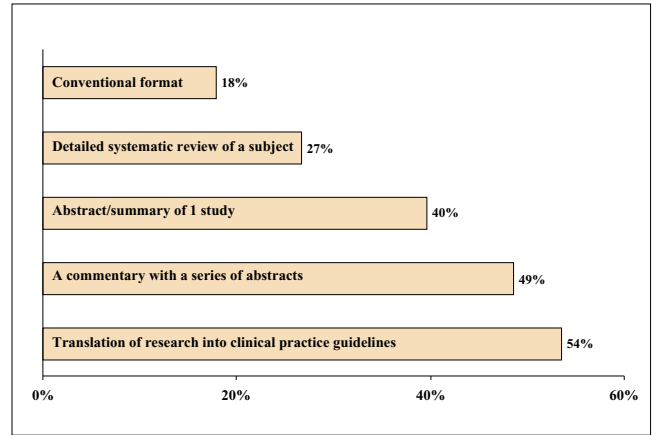 Conventional format 18%
Detailed systematic review of a subject 27%
Abstract/summary of 1 study 40%
A commentary with a series of abstracts 49%
Translation of research into clinical practice guidelines 54%
0% 20% 40% 60%